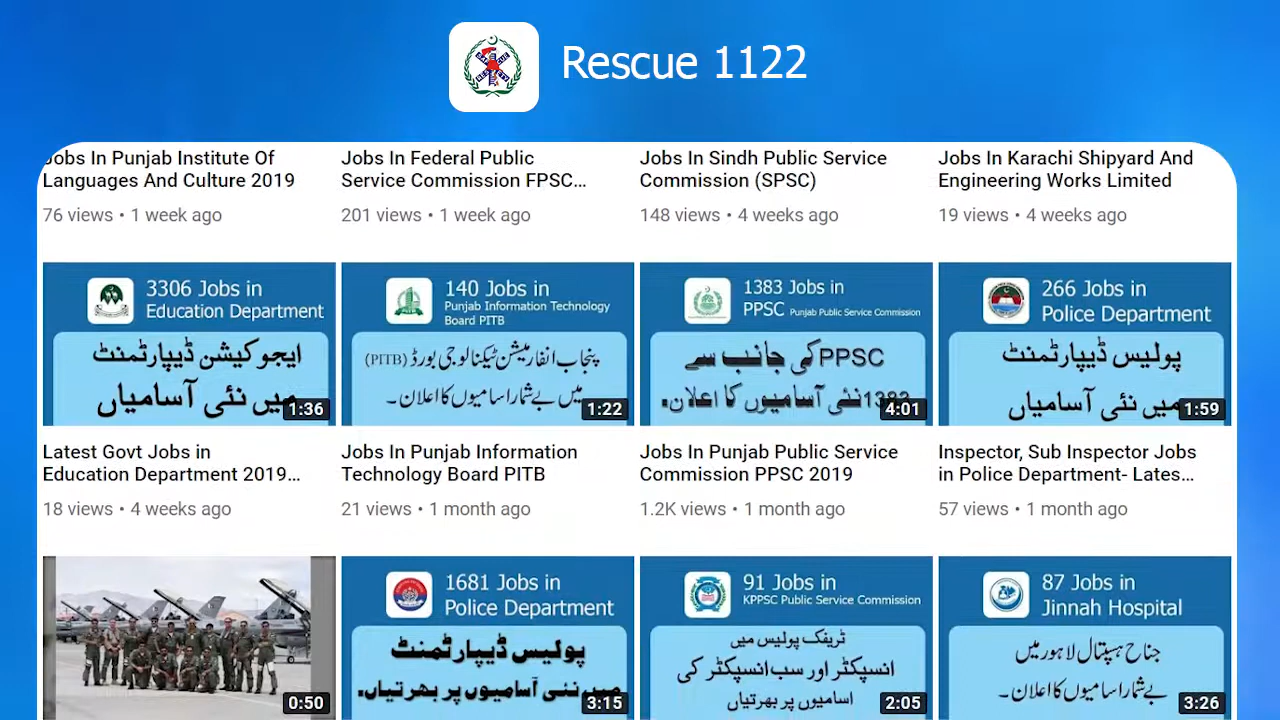 Rescue 1122
Jobs In Punjab Institute Of
Languages And Culture 2019
76 views • 1 week ago
Jobs In Federal Public
Service Commission FPSC...
201 views • 1 week ago
Jobs In Sindh Public Service
Commission (SPSC)
148 views • 4 weeks ago
Jobs In Karachi Shipyard And
Engineering Works Limited
19 views • 4 weeks ago
3306 Jobs in
Education Department
ایجوکیشن ڈیپارٹمنٹ
میں نئی آسامیاں
1:36
Latest Govt Jobs in
Education Department 2019...
18 views • 4 weeks ago
140 Jobs in
Punjab Information Technology
Board PITB
پنجاب انفارمیشن ٹیکنالوجی بورڈ (PITB)
میں بے شمار اسامیوں کا اعلان ۔
1:22
Jobs In Punjab Information
Technology Board PITB
21 views • 1 month ago
1383 Jobs in
PPSC Punjab Public Service Commission
PPSC کی جانب سے
1383 نئی آسامیوں کا اعلان۔
4:01
Jobs In Punjab Public Service
Commission PPSC 2019
1.2K views • 1 month ago
266 Jobs in
Police Department
پولیس ڈیپارٹمنٹ
میں نئی آسامیاں
1:59
Inspector, Sub Inspector Jobs
in Police Department- Lates...
57 views • 1 month ago
0:50
1681 Jobs in
Police Department
پولیس ڈیپارٹمنٹ
میں نئی آسامیوں پر بھرتیاں۔
3:15
91 Jobs in
KPPSC Public Service Commission
ٹریفک پولیس میں
انسپکٹر اور سب انسپکٹر کی
اسامیوں پر بھرتیاں
2:05
87 Jobs in
Jinnah Hospital
جناح ہسپتال لاہور میں
بے شمار اسامیوں کا اعلان ۔
3:26